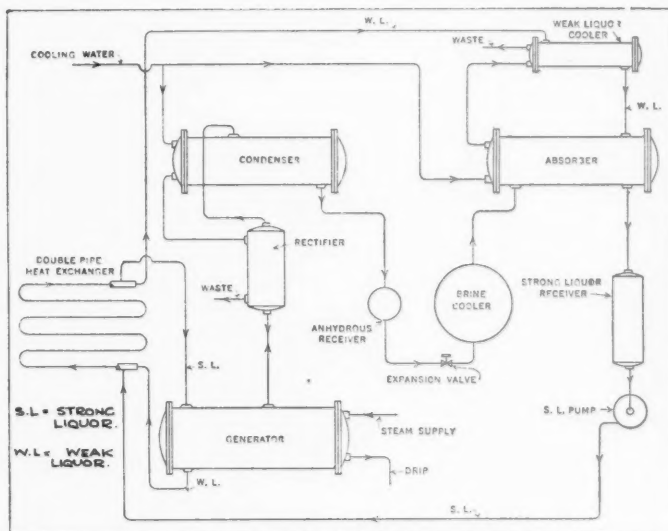 W. L.
WEAK LIQUOR
COOLER
WASTE
COOLING WATER
W. L.
CONDENSER
ABSORBER
RECTIFIER
DOUBLE PIPE
HEAT EXCHANGER
WASTE
BRINE
COOLER
STRONG LIQUOR
RECEIVER
ANHYDROUS
RECEIVER
S. L.
EXPANSION VALVE
S.L = STRONG
LIQUOR.
STEAM SUPPLY
S. L. PUMP
GENERATOR
W.L = WEAK
LIQUOR.
DRIP
W. L.
S. L.